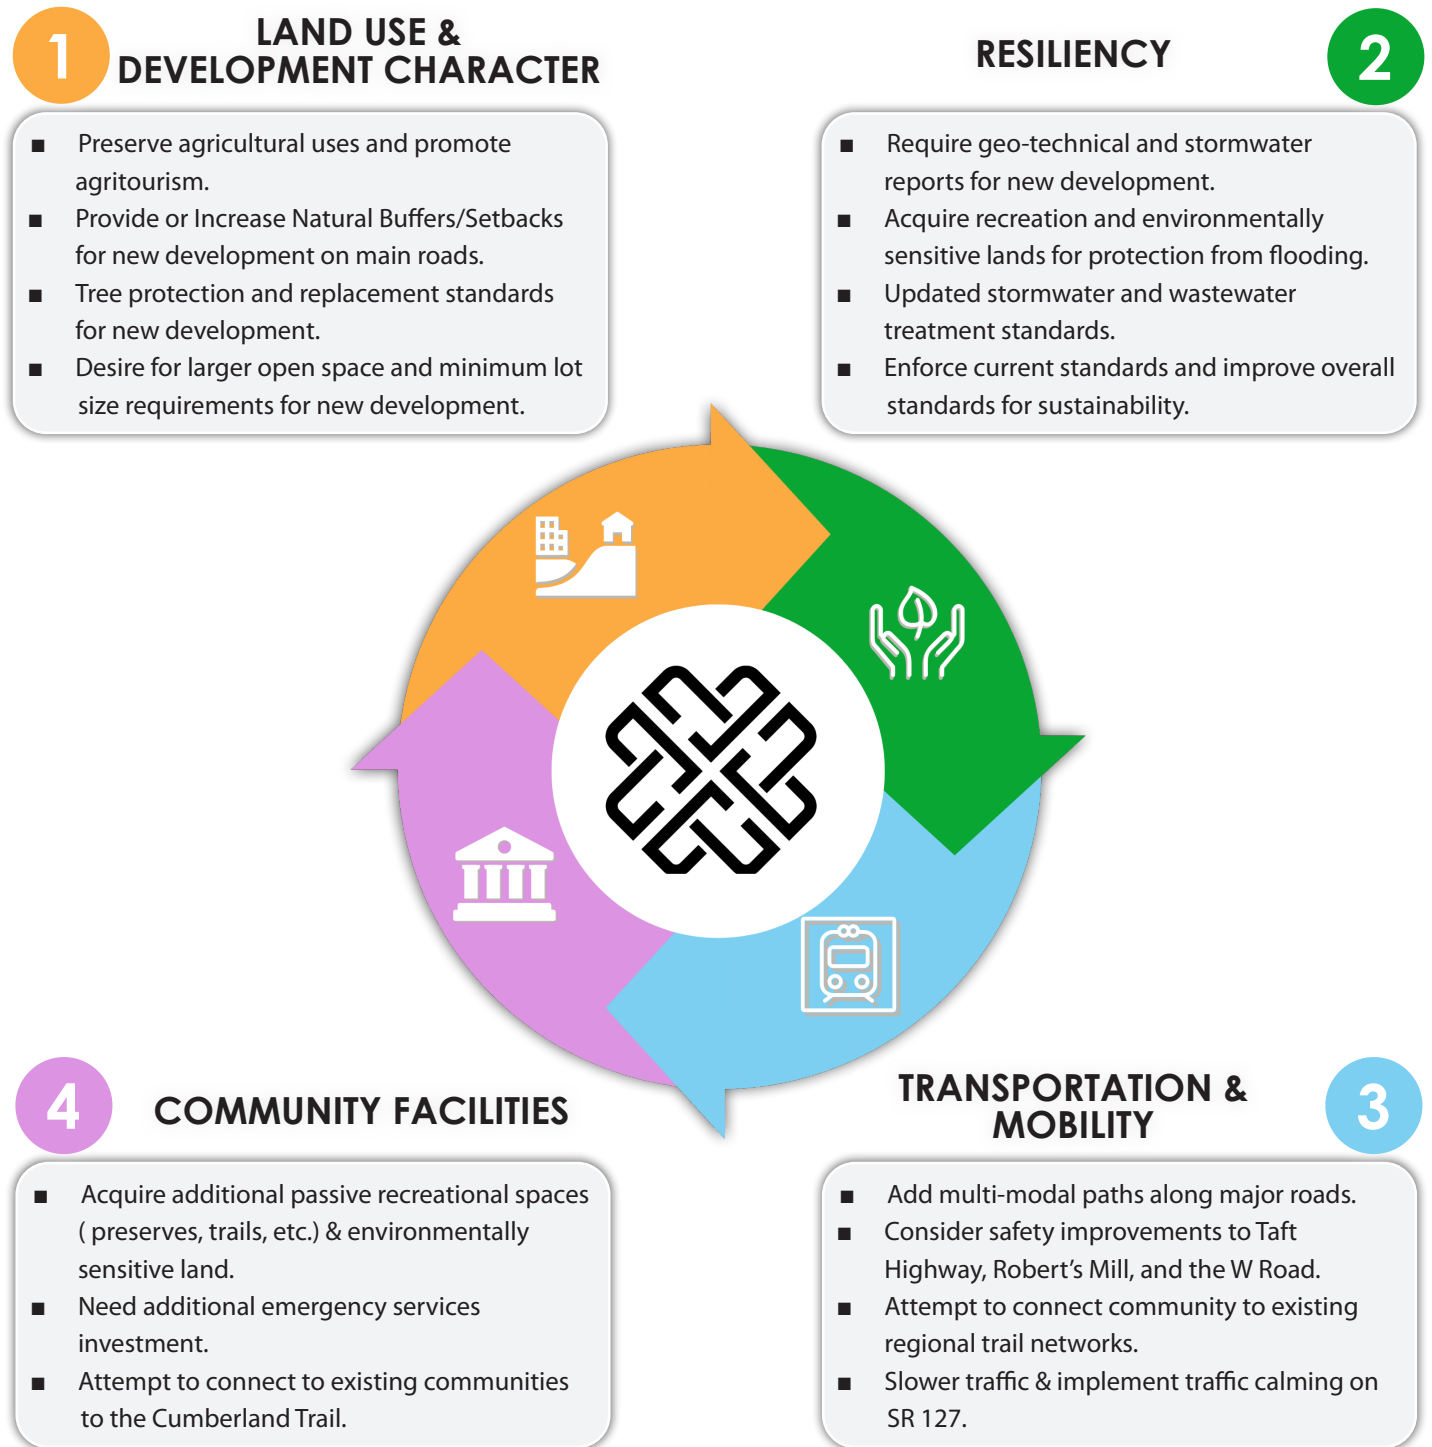 1
LAND USE &
DEVELOPMENT CHARACTER
■ Preserve agricultural uses and promote
agritourism.
■ Provide or Increase Natural Buffers/Setbacks
for new development on main roads.
■ Tree protection and replacement standards
for new development.
■ Desire for larger open space and minimum lot
size requirements for new development.
RESILIENCY
2
■ Require geo-technical and stormwater
reports for new development.
■ Acquire recreation and environmentally
sensitive lands for protection from flooding.
■ Updated stormwater and wastewater
treatment standards.
■ Enforce current standards and improve overall
standards for sustainability.
TRANSPORTATION &
MOBILITY
3
■ Add multi-modal paths along major roads.
■ Consider safety improvements to Taft
Highway, Robert’s Mill, and the W Road.
■ Attempt to connect community to existing
regional trail networks.
■ Slower traffic & implement traffic calming on
SR 127.
4
COMMUNITY FACILITIES
■ Acquire additional passive recreational spaces
( preserves, trails, etc.) & environmentally
sensitive land.
■ Need additional emergency services
investment.
■ Attempt to connect to existing communities
to the Cumberland Trail.